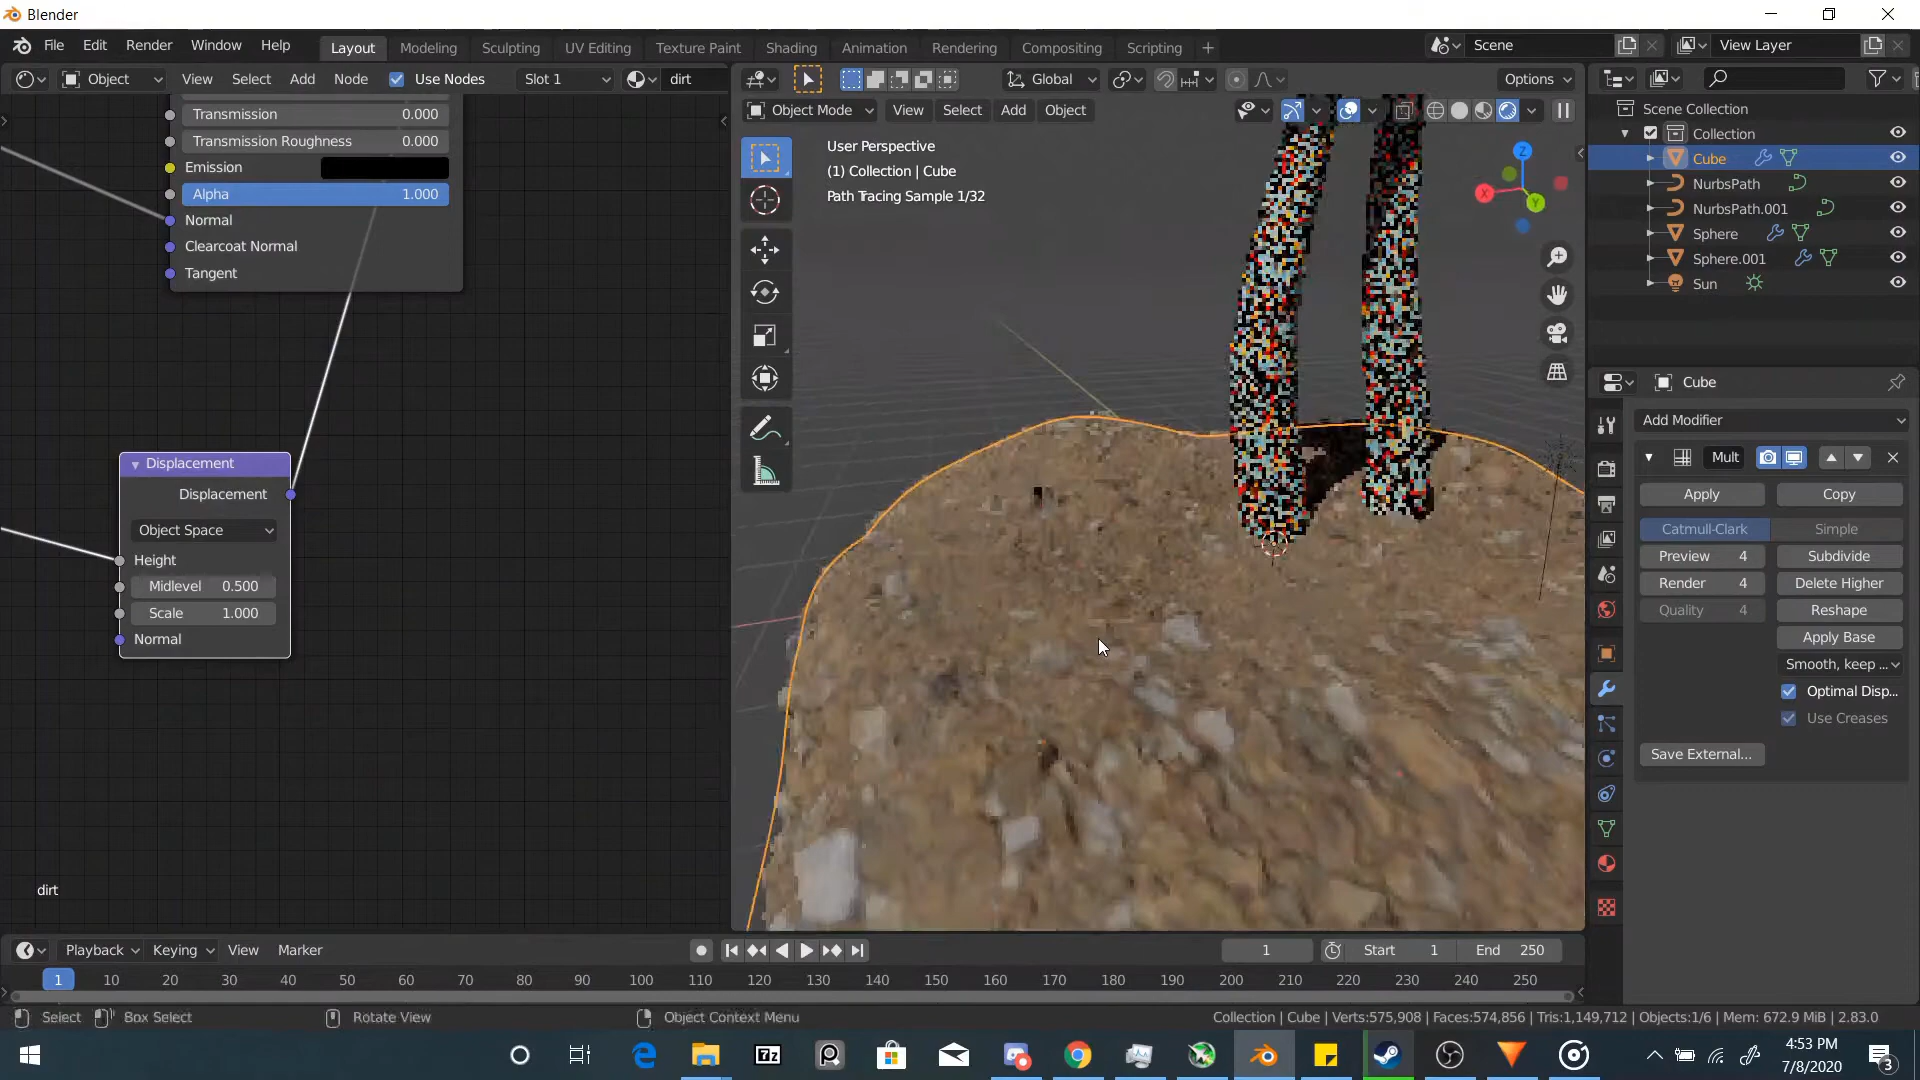 Blender
File Edit Render Window Help
Layout Modeling Sculpting UV Editing Texture Paint Shading Animation Rendering Compositing Scripting +
Scene
View Layer
Object View Select Add Node Use Nodes Slot 1 dirt
Global
Options
Object Mode View Select Add Object
Transmission 0.000
Transmission Roughness 0.000
Emission
Alpha 1.000
Normal
Clearcoat Normal
Tangent
Displacement
Displacement
Object Space
Height
Midlevel 0.500
Scale 1.000
Normal
dirt
User Perspective
(1) Collection | Cube
Path Tracing Sample 1/32
Z
X
Y
Scene Collection
Collection
Cube
NurbsPath
NurbsPath.001
Sphere
Sphere.001
Sun
Cube
Add Modifier
Mult
Apply Copy
Catmull-Clark Simple
Preview 4 Subdivide
Render 4 Delete Higher
Quality 4 Reshape
Apply Base
Smooth, keep ...
Optimal Disp...
Use Creases
Save External...
Playback Keying View Marker
1 Start 1 End 250
1 10 20 30 40 50 60 70 80 90 100 110 120 130 140 150 160 170 180 190 200 210 220 230 240 250
Select Box Select Rotate View Object Context Menu
Collection | Cube | Verts:575,908 | Faces:574,856 | Tris:1,149,712 | Objects:1/6 | Mem: 672.9 MiB | 2.83.0
7z
4:53 PM
7/8/2020
3